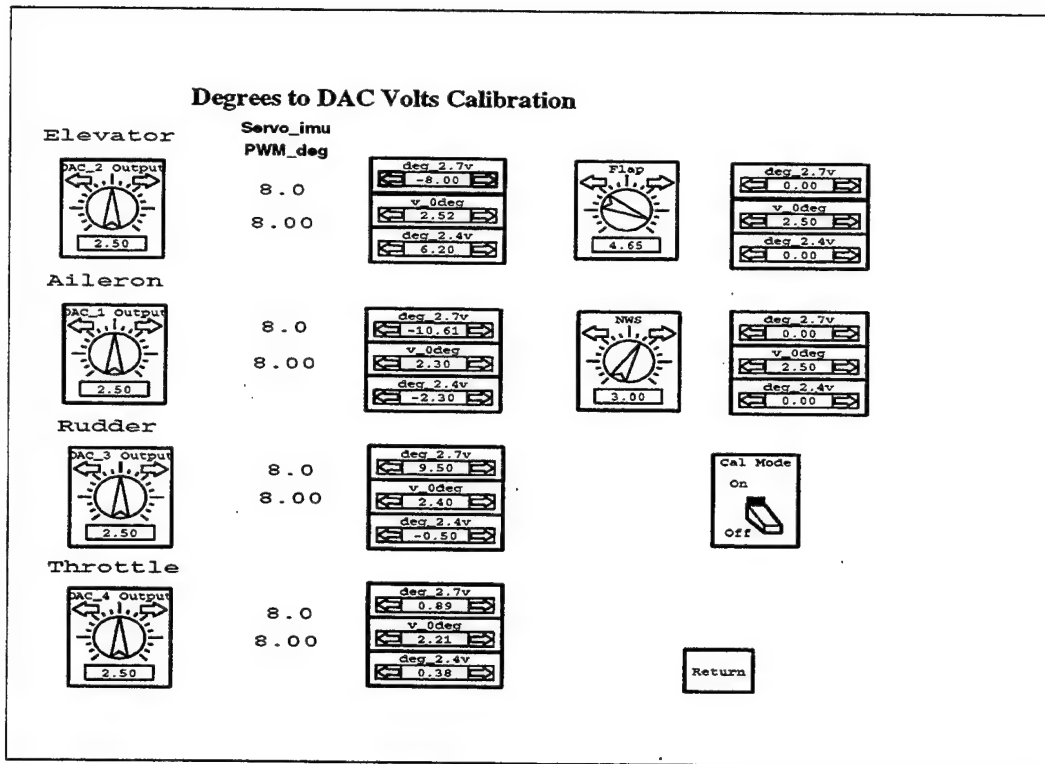 Degrees to DAC Volts Calibration
Servo_imu
PWM_deg
Elevator
DAC_2 Output
2.50
8.0
8.00
deg_2.7v
-8.00
v_0deg
2.52
deg_2.4v
6.20
Flap
4.65
deg_2.7v
0.00
v_0deg
2.50
deg_2.4v
0.00
Aileron
DAC_1 Output
2.50
8.0
8.00
deg_2.7v
-10.61
v_0deg
2.30
deg_2.4v
-2.30
NWS
3.00
deg_2.7v
0.00
v_0deg
2.50
deg_2.4v
0.00
Rudder
DAC_3 Output
2.50
8.0
8.00
deg_2.7v
9.50
v_0deg
2.40
deg_2.4v
-0.50
Cal Mode
On
Off
Throttle
DAC_4 Output
2.50
8.0
8.00
deg_2.7v
0.89
v_0deg
2.21
deg_2.4v
0.38
Return